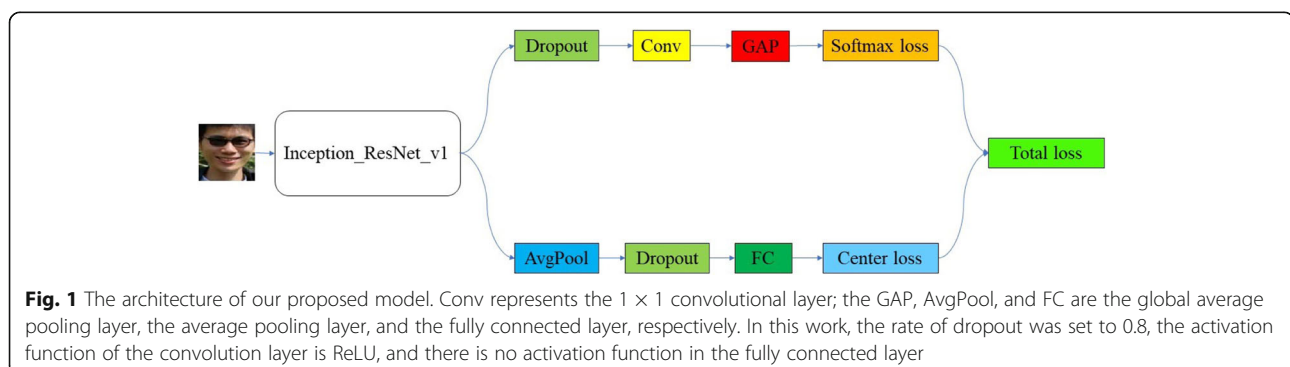 Dropout Conv GAP Softmax loss
Inception_ResNet_v1
Total loss
AvgPool Dropout FC Center loss
Fig. 1 The architecture of our proposed model. Conv represents the 1 × 1 convolutional layer; the GAP, AvgPool, and FC are the global average
pooling layer, the average pooling layer, and the fully connected layer, respectively. In this work, the rate of dropout was set to 0.8, the activation
function of the convolution layer is ReLU, and there is no activation function in the fully connected layer